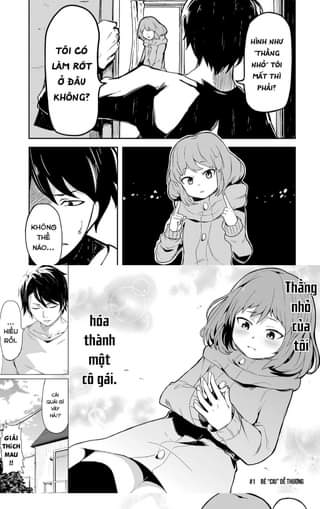 HÌNH NHƯ
"THẰNG
NHỎ" TÔI
MẤT THÌ
PHẢI?
TÔI CÓ
LÀM RỚT
Ở ĐÂU
KHÔNG?
KHÔNG
THỂ
NÀO...
Thằng
nhỏ của
tôi
hóa
thành
một
cô gái.
...
HIỂU
RỒI.
CÁI
QUÁI GÌ
VẬY
HẢ!?
GIẢI
THÍCH
MAU
!!
#1 BÉ "CU" DỄ THƯƠNG